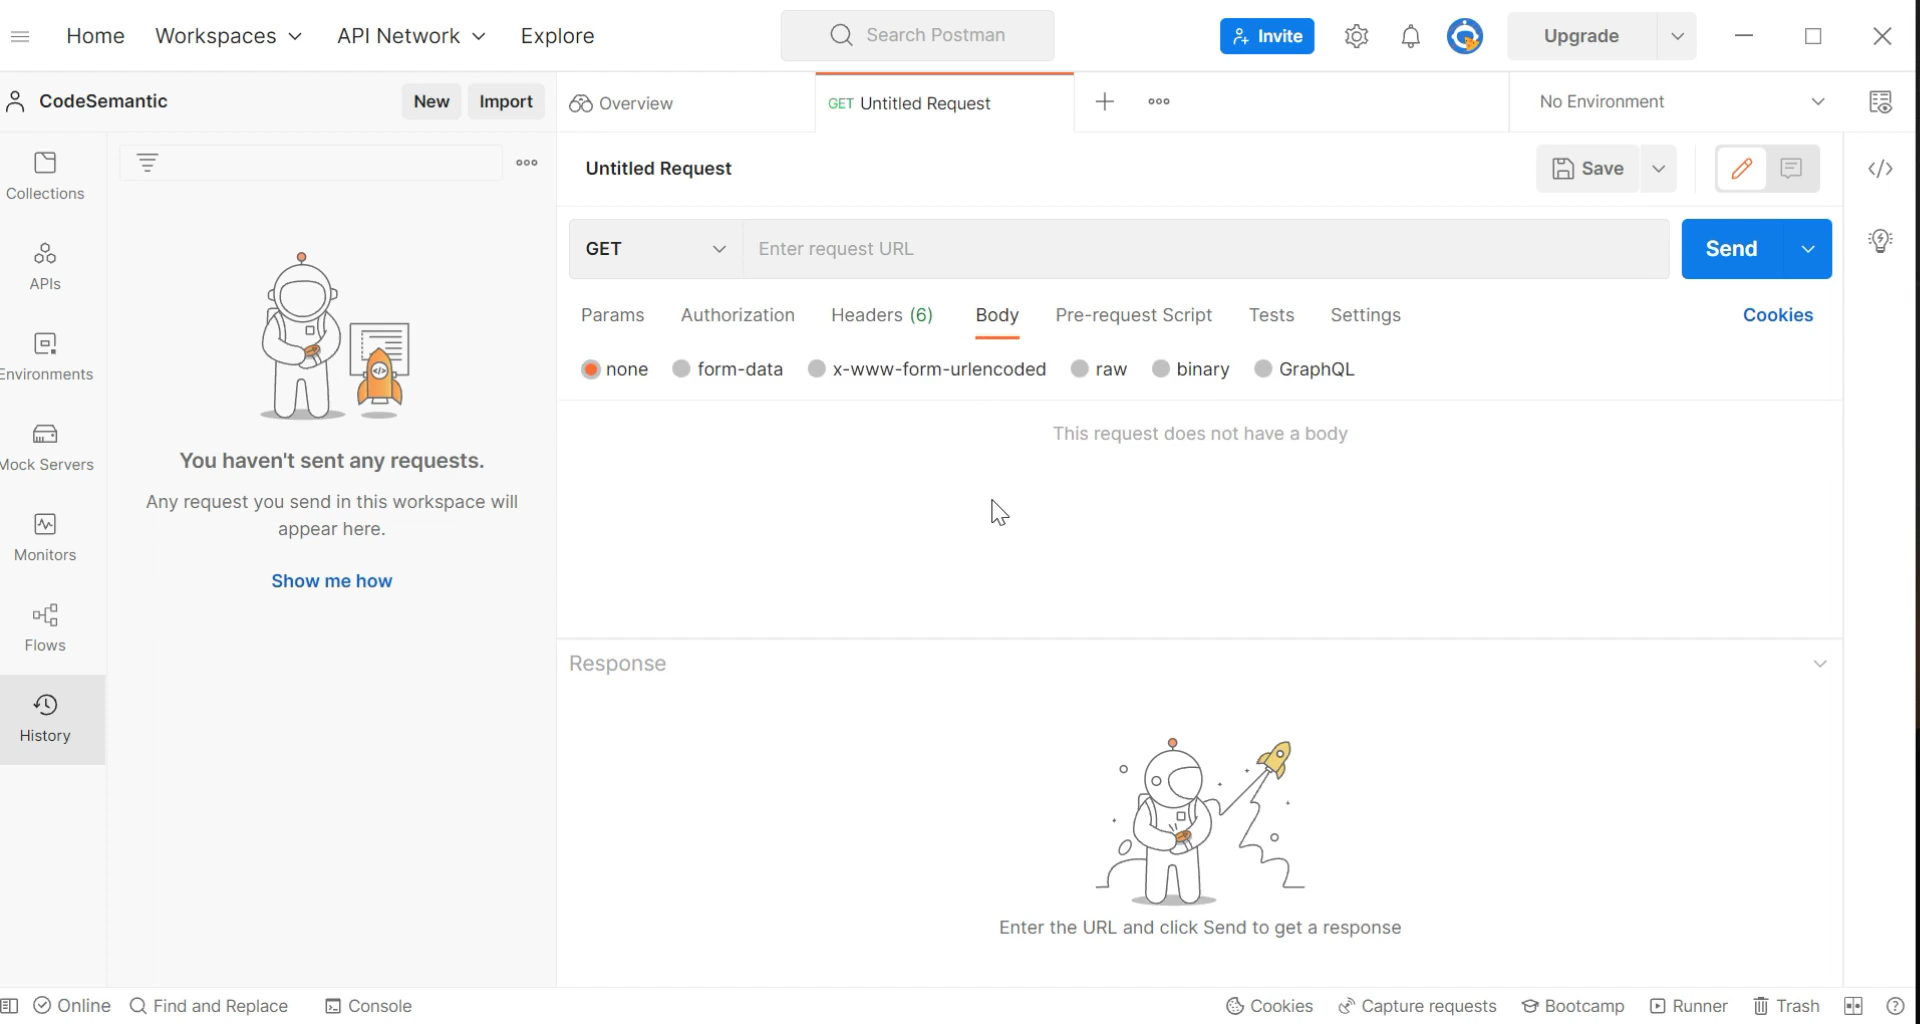 Home Workspaces API Network Explore Search Postman Invite Upgrade
CodeSemantic New Import Overview GET Untitled Request No Environment
Collections
APIs
Environments
Mock Servers
Monitors
Flows
History
You haven't sent any requests.
Any request you send in this workspace will
appear here.
Show me how
Untitled Request Save
GET Enter request URL Send
Params Authorization Headers (6) Body Pre-request Script Tests Settings Cookies
none form-data x-www-form-urlencoded raw binary GraphQL
This request does not have a body
Response
Enter the URL and click Send to get a response
Online Find and Replace Console Cookies Capture requests Bootcamp Runner Trash